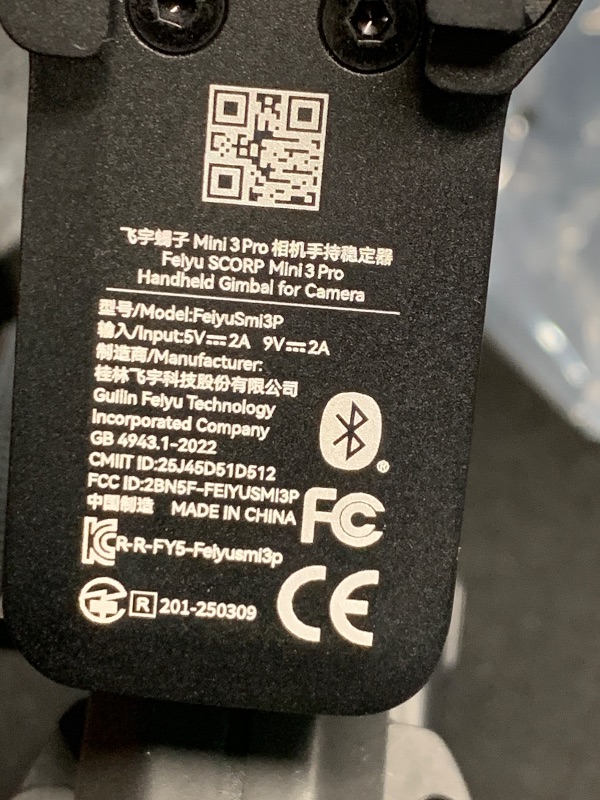 飞宇蝎子 Mini 3 Pro 相机手持稳定器
Feiyu SCORP Mini 3 Pro
Handheld Gimbal for Camera
型号/Model:FeiyuSmi3P
输入/Input:5V⎓2A 9V⎓2A
制造商/Manufacturer:
桂林飞宇科技股份有限公司
Guilin Feiyu Technology
Incorporated Company
GB 4943.1-2022
CMIIT ID:25J45D51D512
FCC ID:2BN5F-FEIYUSMI3P
中国制造 MADE IN CHINA
®
FC
KC R-R-FY5-Feiyusmi3p
R 201-250309
CE